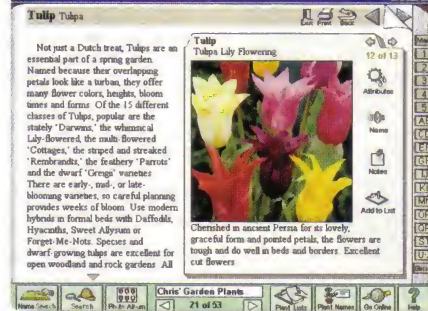 Tulip Tulipa
Exit Print Back
Not just a Dutch treat, Tulips are an
essential part of a spring garden.
Named because their overlapping
petals look like a turban, they offer
many flower colors, heights, bloom
times and forms. Of the 15 different
classes of Tulips, popular are the
stately 'Darwins,' the whimsical
Lily-flowered, the multi-flowered
'Cottages,' the striped and streaked
'Rembrandts,' the feathery 'Parrots'
and the dwarf 'Greigii' varieties
There are early-, mid-, or late-
blooming varieties, so careful planning
provides weeks of bloom. Use modern
hybrids in formal beds with Daffodils,
Hyacinths, Sweet Allysum or
Forget-Me-Nots. Species and
dwarf-growing tulips are excellent for
open woodland and rock gardens All
Tulip
Tulipa Lily Flowering
12 of 13
Attributes
Name
Notes
Add to List
Cherished in ancient Persia for its lovely,
graceful form and pointed petals, the flowers are
tough and do well in beds and borders. Excellent
cut flowers
Name Search
Search
Photo Album
Chris' Garden Plants
21 of 53
Plant Lists
Plant Names
Go Online
Help